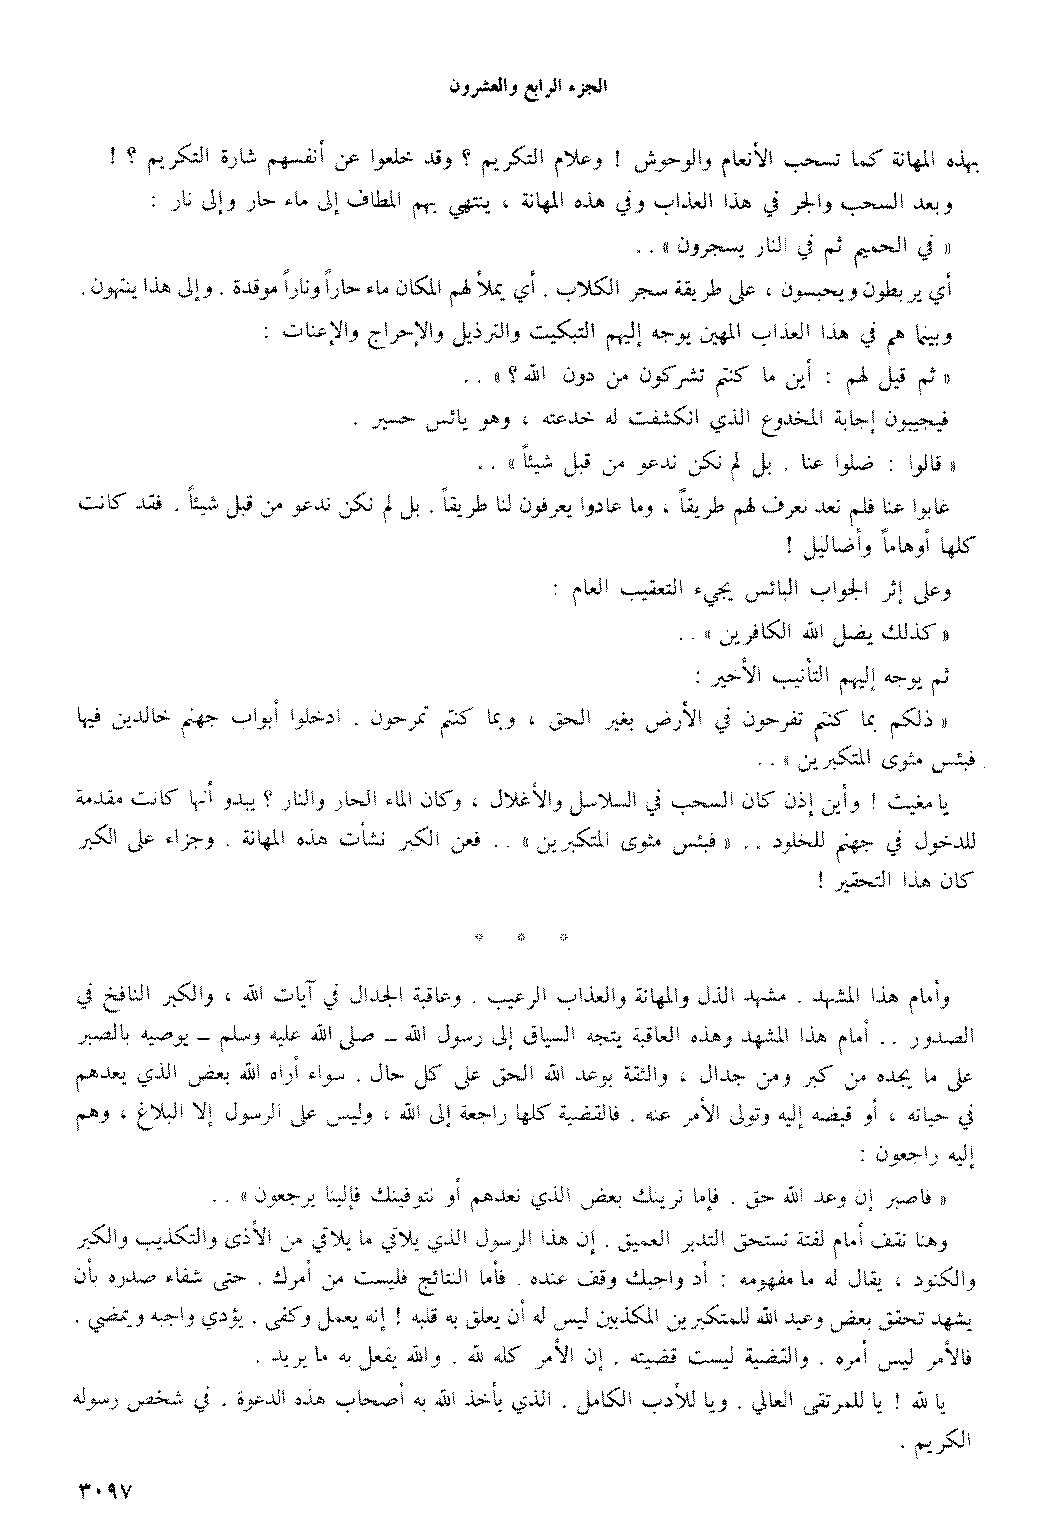 الجزء الرابع والعشرون
بهذه المهانة كما تسحب الأنعام والوحوش ! وعلام التكريم ؟ وقد خلعوا عن أنفسهم شارة التكريم ؟ !
وبعد السحب والجر في هذا العذاب وفي هذه المهانة ، ينتهي بهم المطاف إلى ماء حار وإلى نار :
« في الحميم ثم في النار يسجرون » . .
أي يربطون ويحبسون ، على طريقة سجر الكلاب . أي يملأ لهم المكان ماء حاراً وناراً موقدة . وإلى هذا ينتهون .
وبينما هم في هذا العذاب المهين يوجه إليهم التبكيت والترذيل والإحراج والإعنات :
« ثم قيل لهم : أين ما كنتم تشركون من دون الله ؟ » . .
فيجيبون إجابة المخدوع الذي انكشفت له خدعته ، وهو يائس حسير .
« قالوا : ضلوا عنا . بل لم نكن ندعو من قبل شيئاً » . .
غابوا عنا فلم نعد نعرف لهم طريقاً ، وما عادوا يعرفون لنا طريقاً . بل لم نكن ندعو من قبل شيئاً . فقد كانت
كلها أوهاماً وأضاليل !
وعلى إثر الجواب البائس يجيء التعقيب العام :
« كذلك يضل الله الكافرين » . .
ثم يوجه إليهم التأنيب الأخير :
« ذلكم بما كنتم تفرحون في الأرض بغير الحق ، وبما كنتم تمرحون . ادخلوا أبواب جهنم خالدين فيها
فبئس مثوى المتكبرين » . .
يا مغيث ! وأين إذن كان السحب في السلاسل والأغلال ، وكان الماء الحار والنار ؟ يبدو أنها كانت مقدمة
للدخول في جهنم للخلود . . « فبئس مثوى المتكبرين » . . فعن الكبر نشأت هذه المهانة . وجزاء على الكبر
كان هذا التحقير !
* * *
وأمام هذا المشهد . مشهد الذل والمهانة والعذاب الرعيب . وعاقبة الجدال في آيات الله ، والكبر النافخ في
الصدور . . أمام هذا المشهد وهذه العاقبة يتجه السياق إلى رسول الله – صلى الله عليه وسلم – يوصيه بالصبر
على ما يجده من كبر ومن جدال ، والثقة بوعد الله الحق على كل حال . سواء أراه الله بعض الذي يعدهم
في حياته ، أو قبضه إليه وتولى الأمر عنه . فالقضية كلها راجعة إلى الله ، وليس على الرسول إلا البلاغ ، وهم
إليه راجعون :
« فاصبر إن وعد الله حق . فإما نرينك بعض الذي نعدهم أو نتوفينك فإلينا يرجعون » . .
وهنا نقف أمام لفتة تستحق التدبر العميق . إن هذا الرسول الذي يلاقي ما يلاقي من الأذى والتكذيب والكبر
والكنود ، يقال له ما مفهومه : أد واجبك وقف عنده . فأما النتائج فليست من أمرك . حتى شفاء صدره بأن
يشهد تحقق بعض وعيد الله للمتكبرين المكذبين ليس له أن يعلق به قلبه ! إنه يعمل وكفى . يؤدي واجبه ويمضي .
فالأمر ليس أمره . والقضية ليست قضيته . إن الأمر كله لله . والله يفعل به ما يريد .
يا لله ! يا للمرتقى العالي . ويا للأدب الكامل . الذي يأخذ الله به أصحاب هذه الدعوة . في شخص رسوله
الكريم .
٣٠٩٧